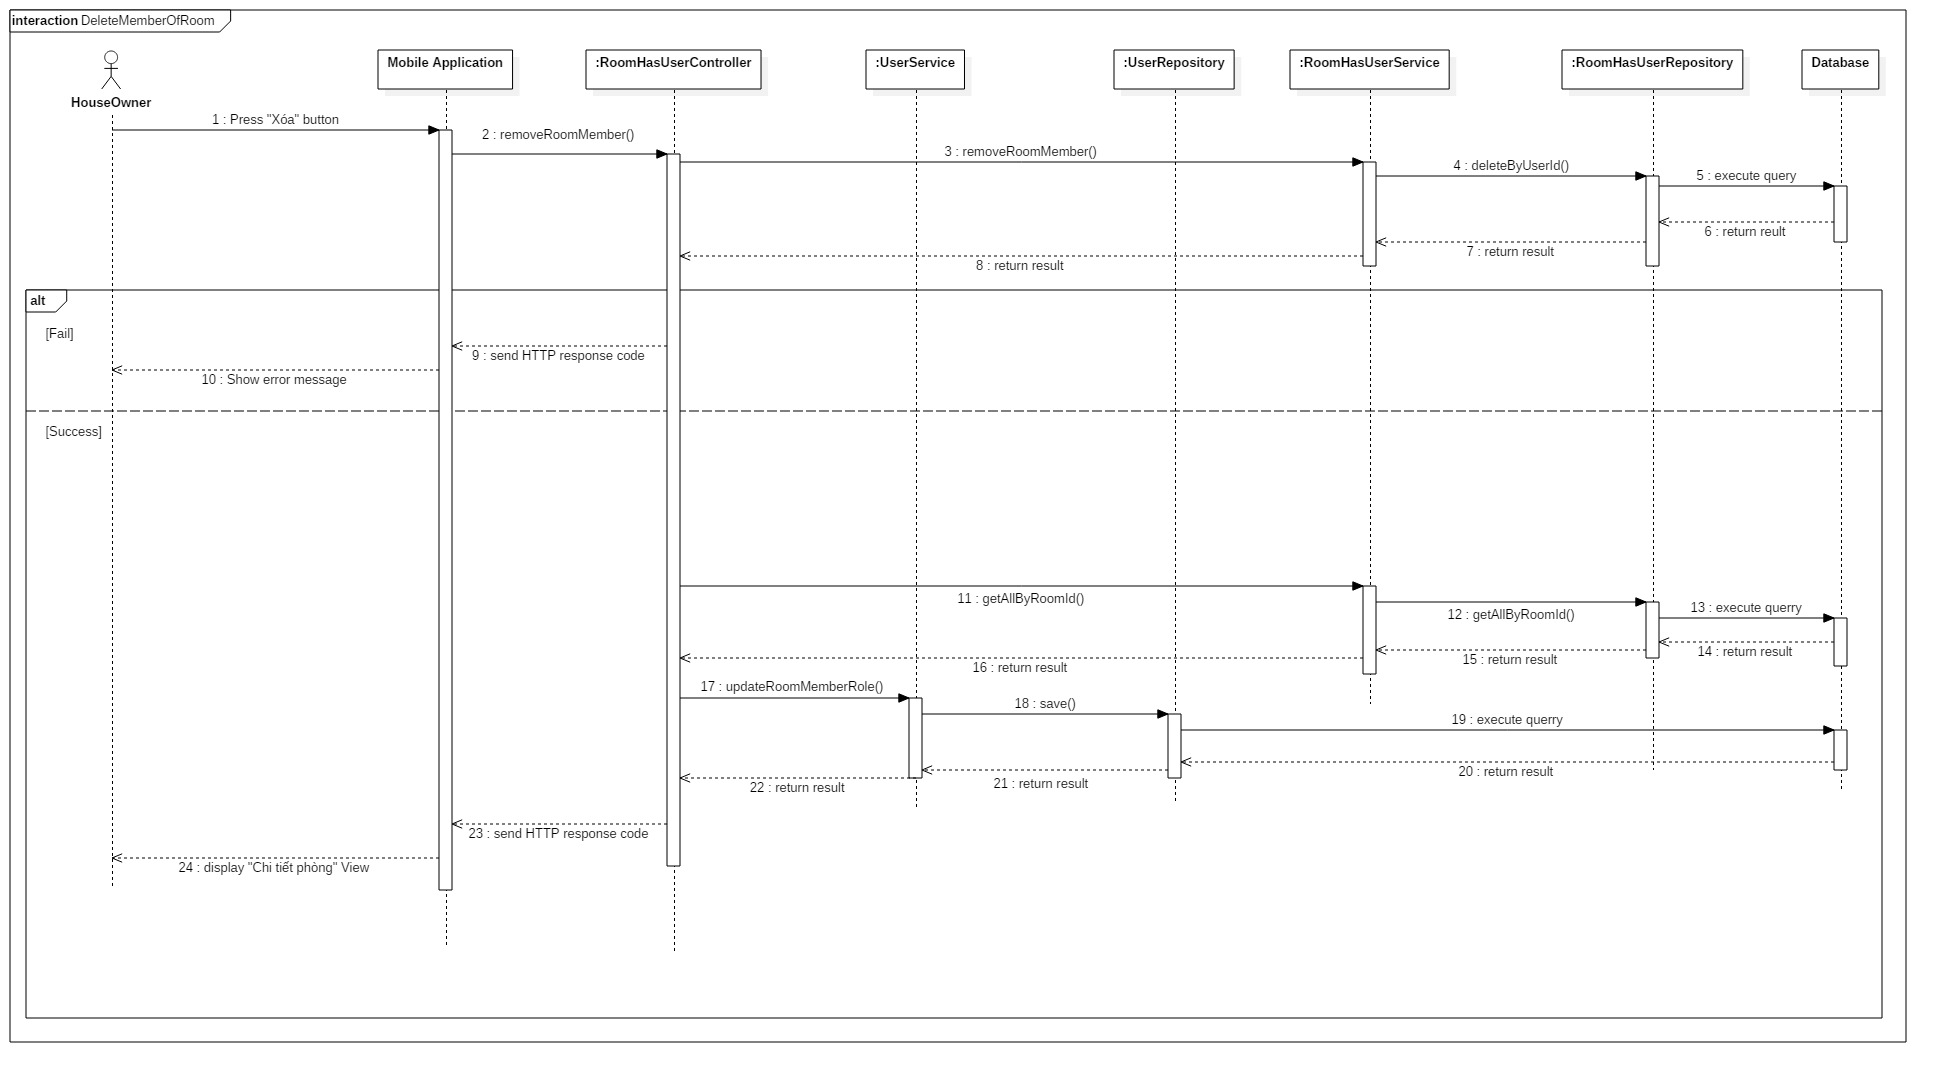 interaction DeleteMemberOfRoom
HouseOwner
Mobile Application
:RoomHasUserController
:UserService
:UserRepository
:RoomHasUserService
:RoomHasUserRepository
Database
1 : Press "Xóa" button
2 : removeRoomMember()
3 : removeRoomMember()
4 : deleteByUserId()
5 : execute query
6 : return reult
7 : return result
8 : return result
alt
[Fail]
9 : send HTTP response code
10 : Show error message
[Success]
11 : getAllByRoomId()
12 : getAllByRoomId()
13 : execute querry
14 : return result
15 : return result
16 : return result
17 : updateRoomMemberRole()
18 : save()
19 : execute querry
20 : return result
21 : return result
22 : return result
23 : send HTTP response code
24 : display "Chi tiết phòng" View